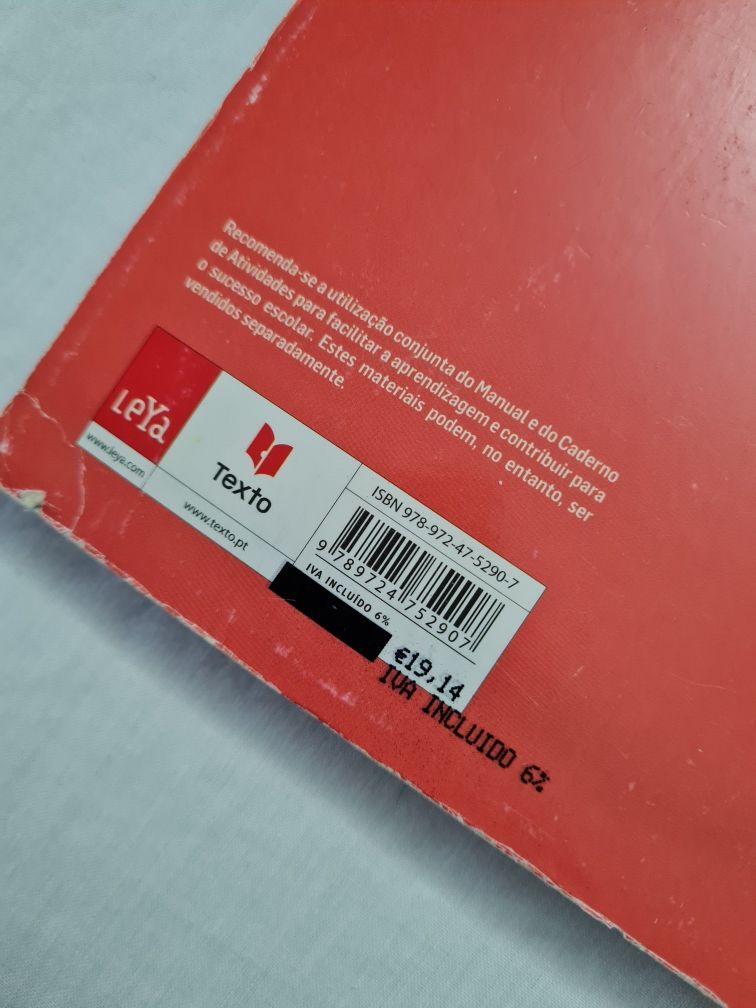 Recomenda-se a utilização conjunta do Manual e do Caderno
de Atividades para facilitar a aprendizagem e contribuir para
o sucesso escolar. Estes materiais podem, no entanto, ser
vendidos separadamente.
LeYa
www.leya.com
Texto
www.texto.pt
ISBN 978-972-47-5290-7
9 789724 752907
IVA INCLUÍDO 6%
€19,14
IVA INCLUIDO 6%